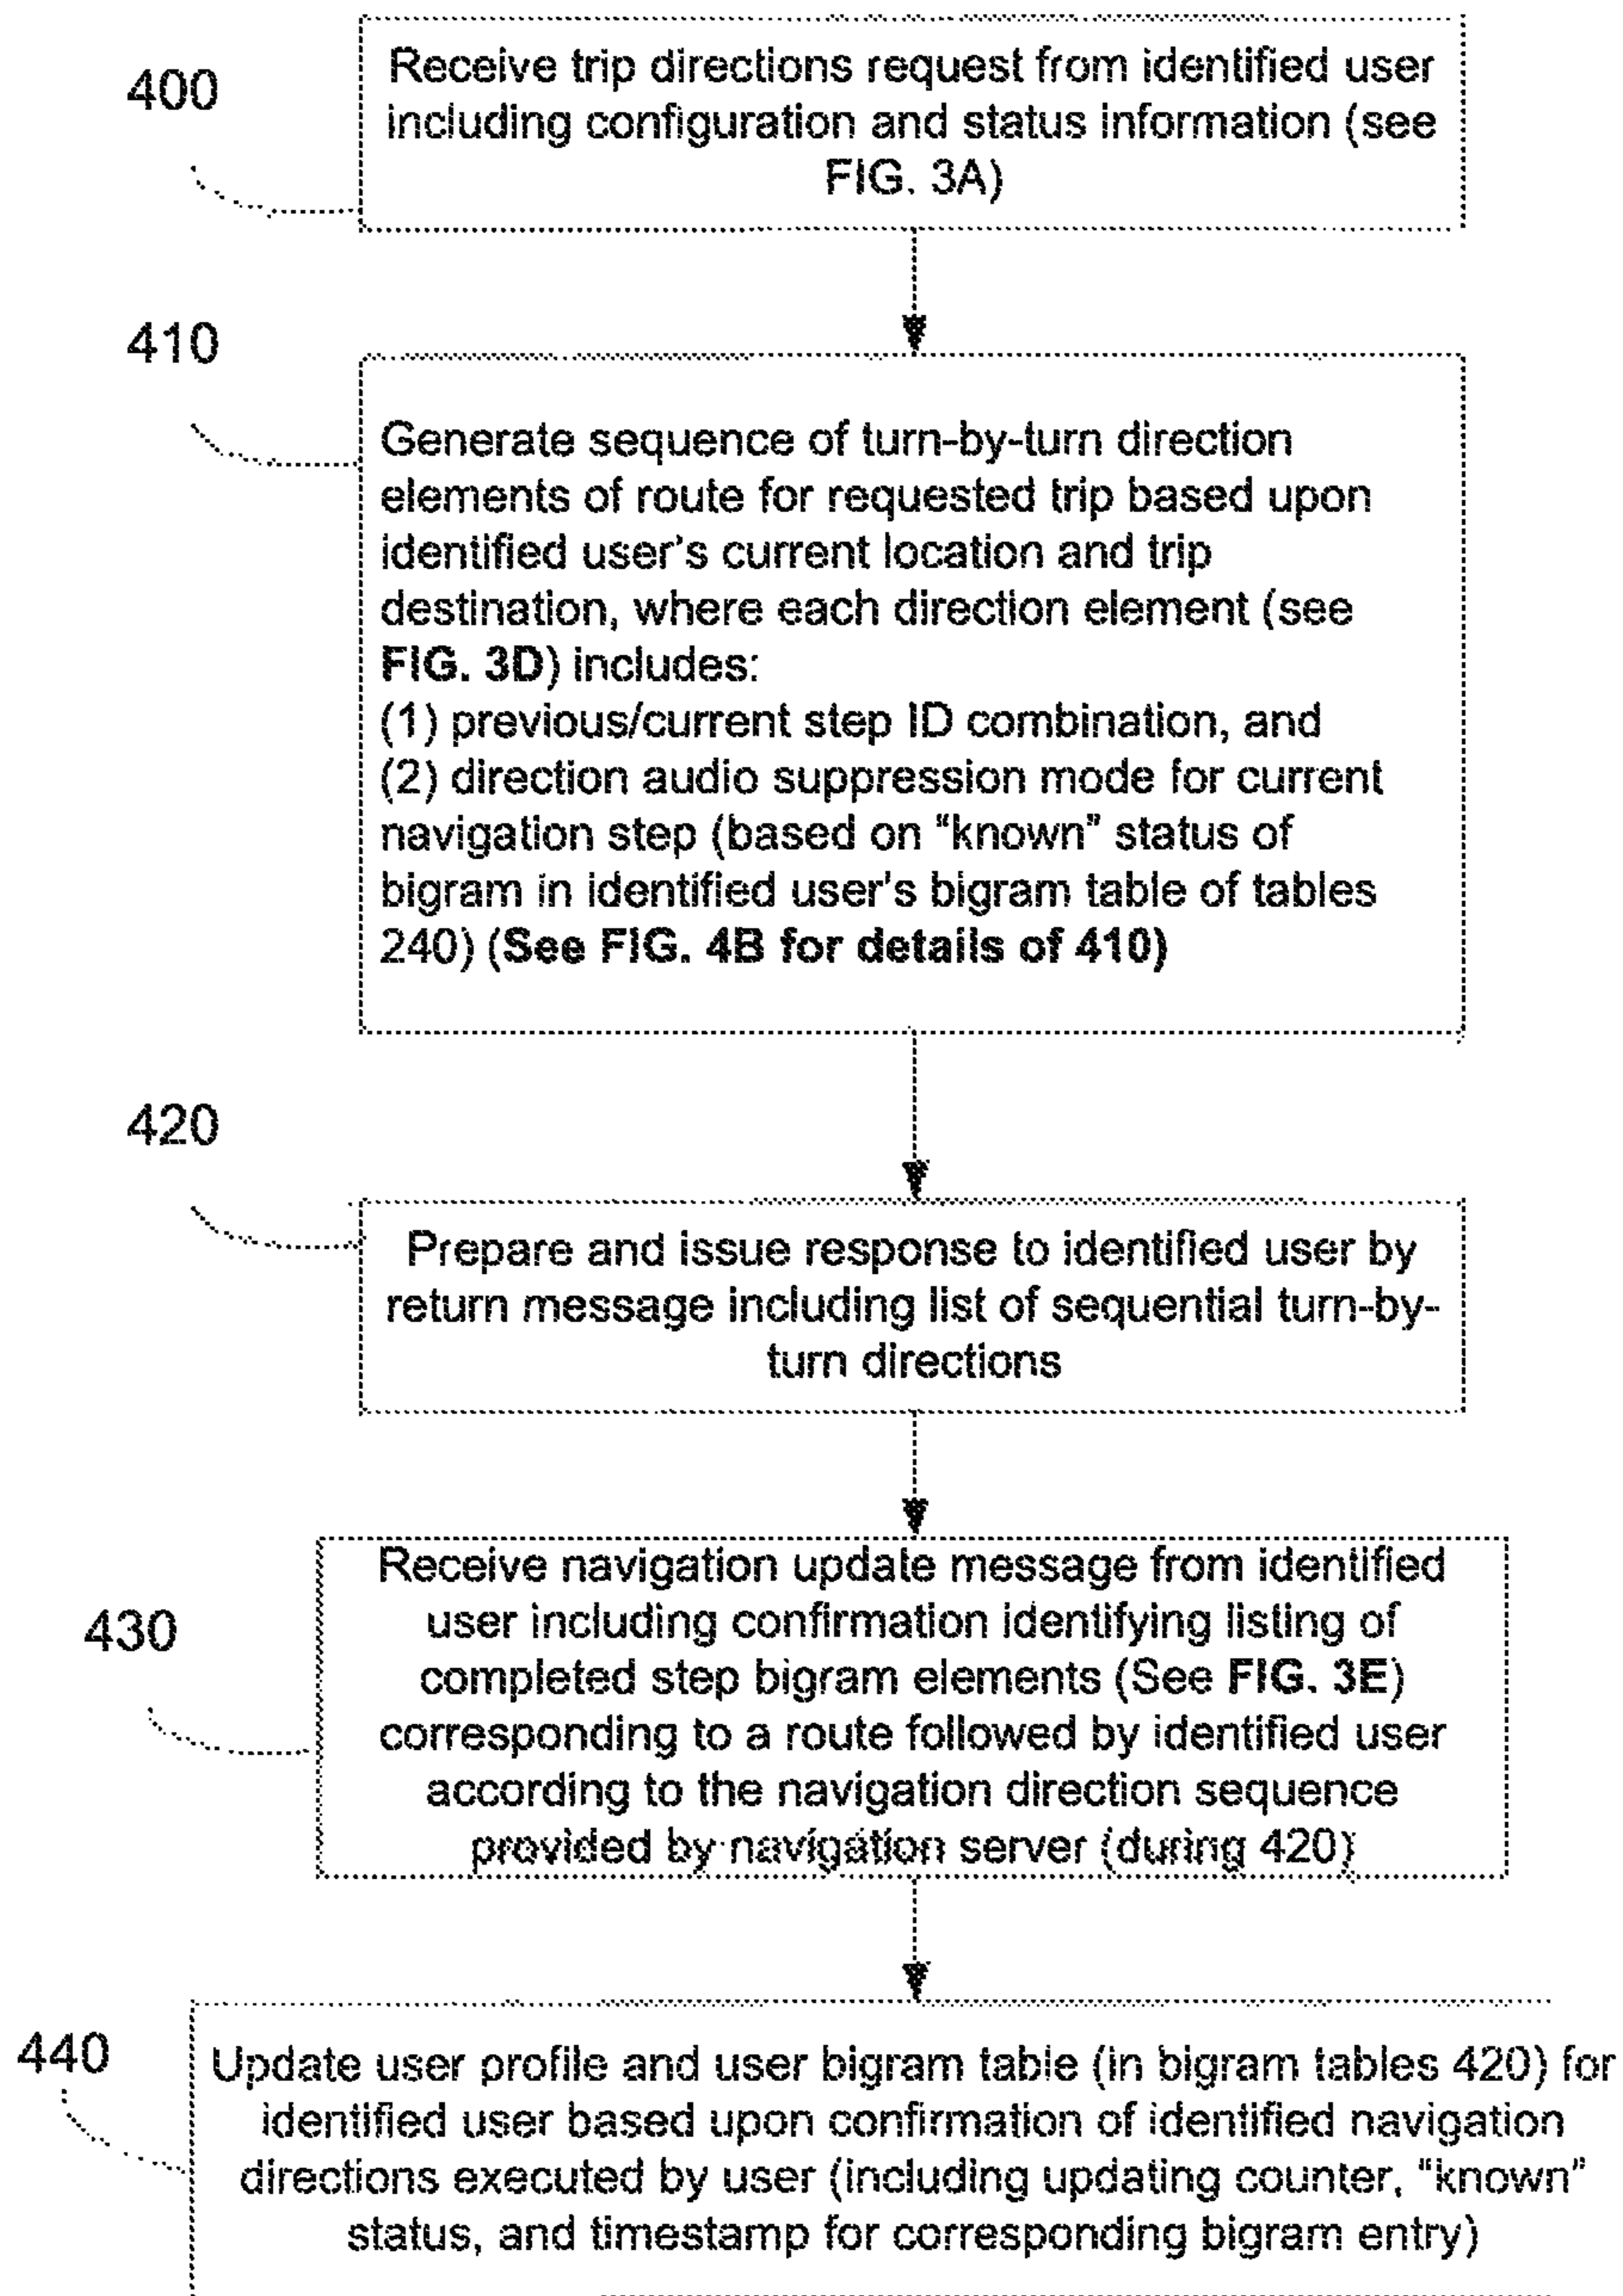 400
Receive trip directions request from identified user
including configuration and status information (see
FIG. 3A)
410
Generate sequence of turn-by-turn direction
elements of route for requested trip based upon
identified user's current location and trip
destination, where each direction element (see
FIG. 3D) includes:
(1) previous/current step ID combination, and
(2) direction audio suppression mode for current
navigation step (based on “known” status of
bigram in identified user's bigram table of tables
240) (See FIG. 4B for details of 410)
420
Prepare and issue response to identified user by
return message including list of sequential turn-by-
turn directions
430
Receive navigation update message from identified
user including confirmation identifying listing of
completed step bigram elements (See FIG. 3E)
corresponding to a route followed by identified user
according to the navigation direction sequence
provided by navigation server (during 420)
440
Update user profile and user bigram table (in bigram tables 420) for
identified user based upon confirmation of identified navigation
directions executed by user (including updating counter, “known”
status, and timestamp for corresponding bigram entry)